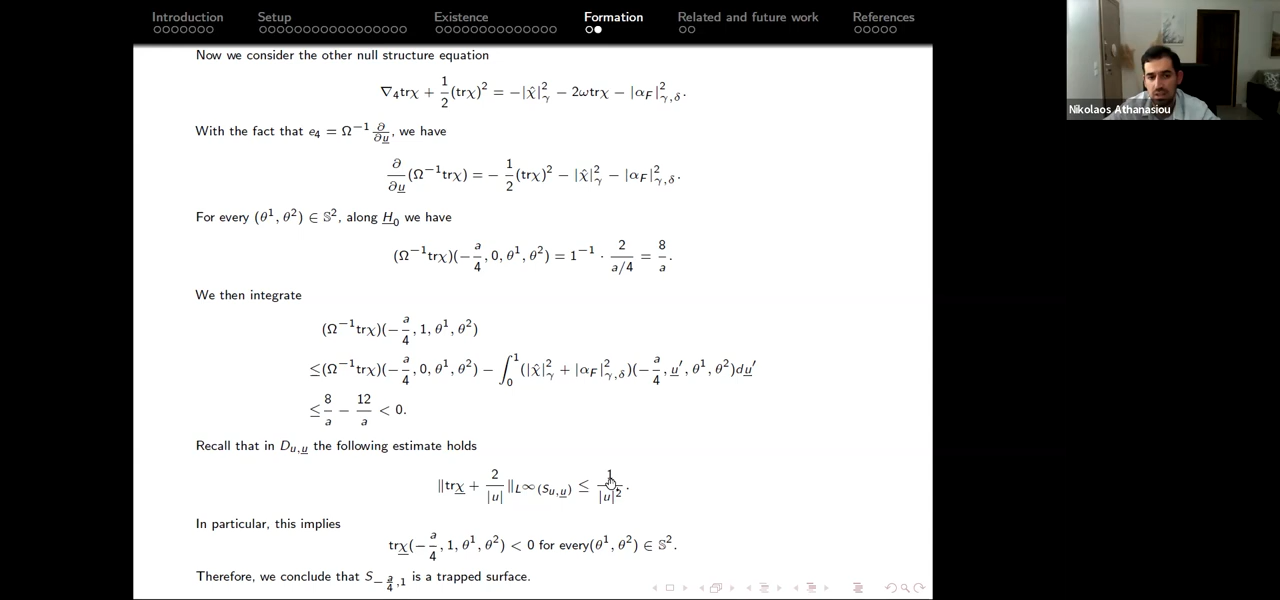 Introduction Setup Existence Formation Related and future work References
Now we consider the other null structure equation
∇₄trχ + 1/2 (trχ)² = −|χ̂|²_γ − 2ωtrχ − |α_F|²_{γ,δ}.
With the fact that e₄ = Ω⁻¹ ∂/∂u̲, we have
∂/∂u̲ (Ω⁻¹trχ) = − 1/2 (trχ)² − |χ̂|²_γ − |α_F|²_{γ,δ}.
For every (θ¹, θ²) ∈ 𝕊², along H̲₀ we have
(Ω⁻¹trχ)(−a/4, 0, θ¹, θ²) = 1⁻¹ · 2/(a/4) = 8/a.
We then integrate
(Ω⁻¹trχ)(−a/4, 1, θ¹, θ²)
≤(Ω⁻¹trχ)(−a/4, 0, θ¹, θ²) − ∫₀¹ (|χ̂|²_γ + |α_F|²_{γ,δ})(−a/4, u̲′, θ¹, θ²)du̲′
≤ 8/a − 12/a < 0.
Recall that in D_{u,u̲} the following estimate holds
‖trχ̲ + 2/|u| ‖_{L∞(S_{u,u̲})} ≤ 1/|u|².
In particular, this implies
trχ̲(−a/4, 1, θ¹, θ²) < 0 for every(θ¹, θ²) ∈ 𝕊².
Therefore, we conclude that S_{−a/4,1} is a trapped surface.
Nikolaos Athanasiou